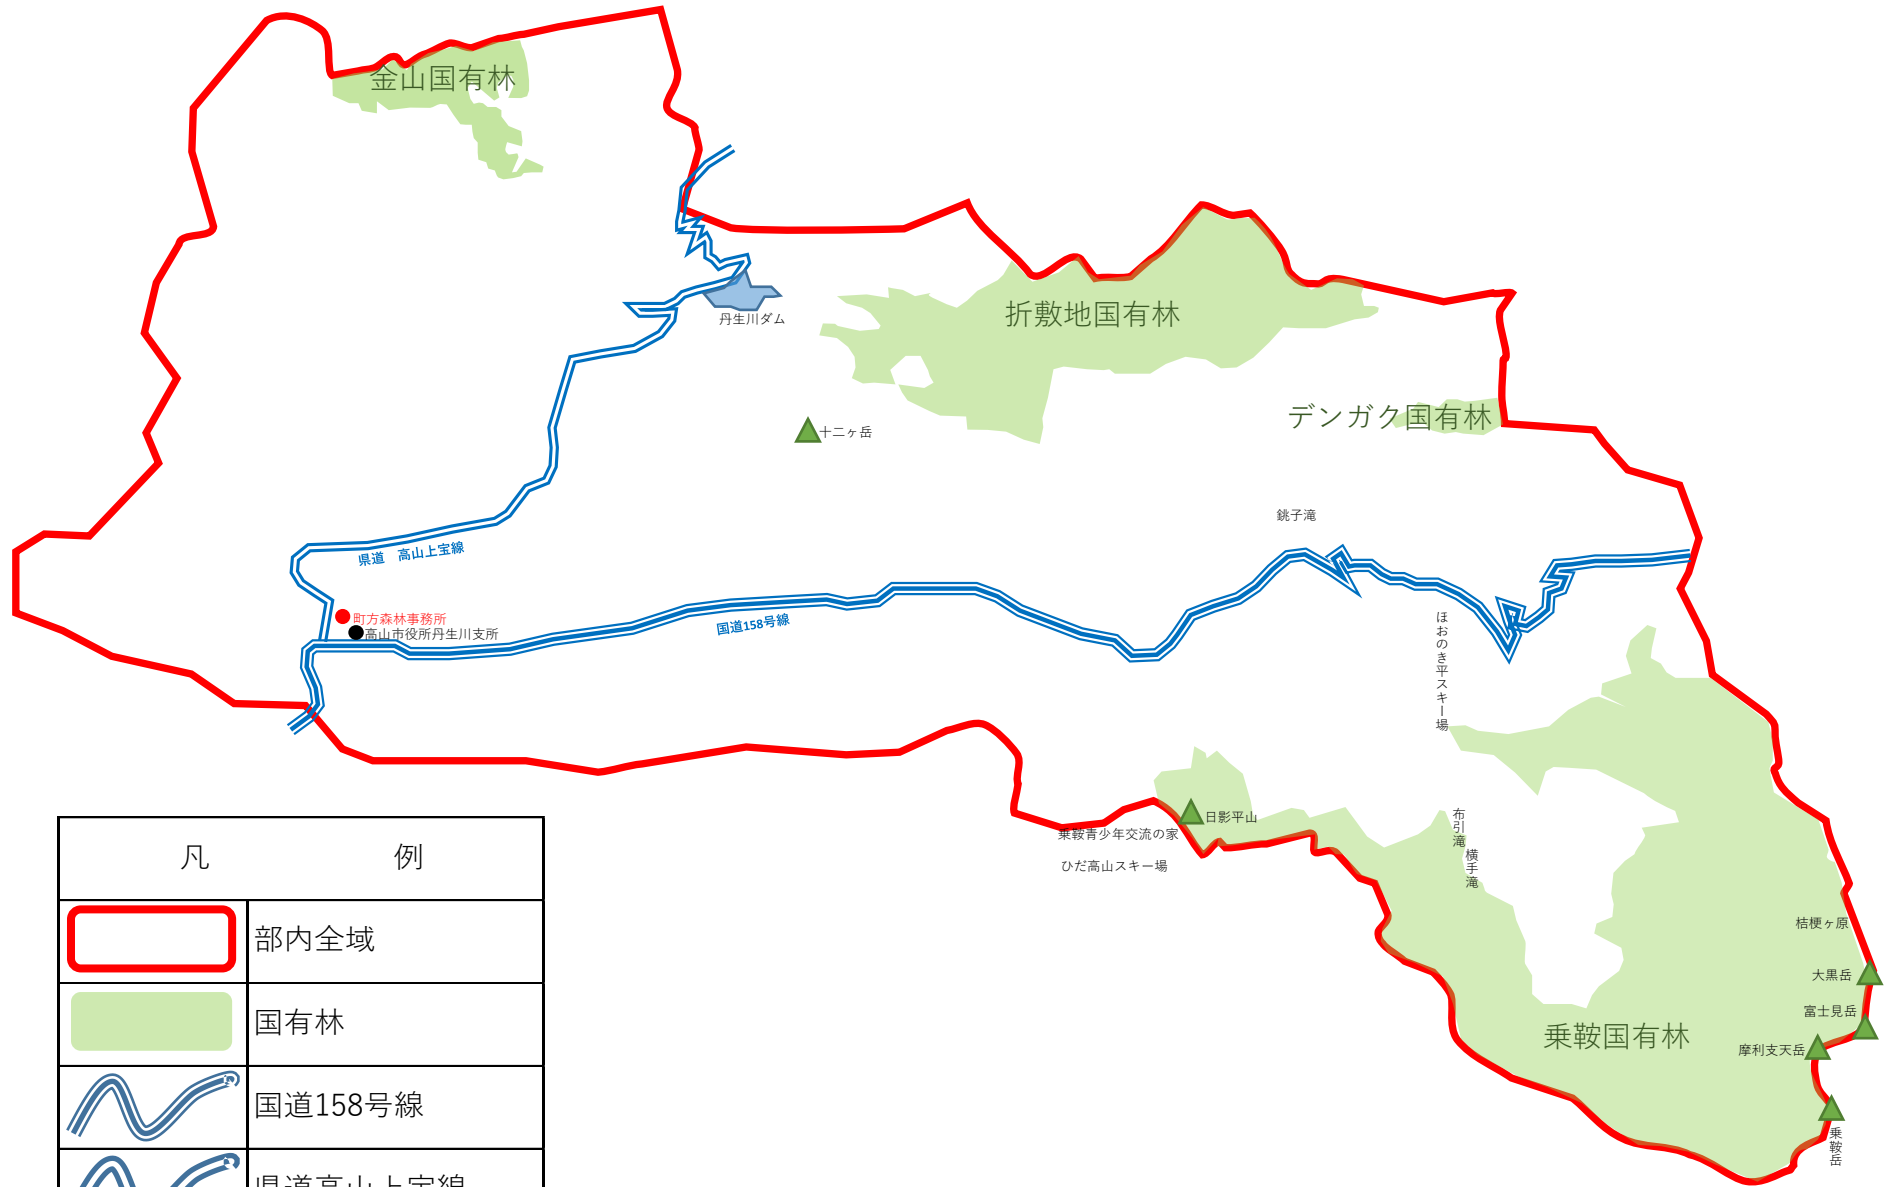 金山国有林
丹生川ダム
折敷地国有林
十二ヶ岳
デンガク国有林
銚子滝
県道　高山上宝線
町方森林事務所
高山市役所丹生川支所
国道158号線
ほおのき平スキー場
日影平山
乗鞍青少年交流の家
ひだ高山スキー場
布引滝
横手滝
桔梗ヶ原
大黒岳
富士見岳
摩利支天岳
乗鞍国有林
乗鞍岳
凡　例
部内全域
国有林
国道158号線
県道高山上宝線